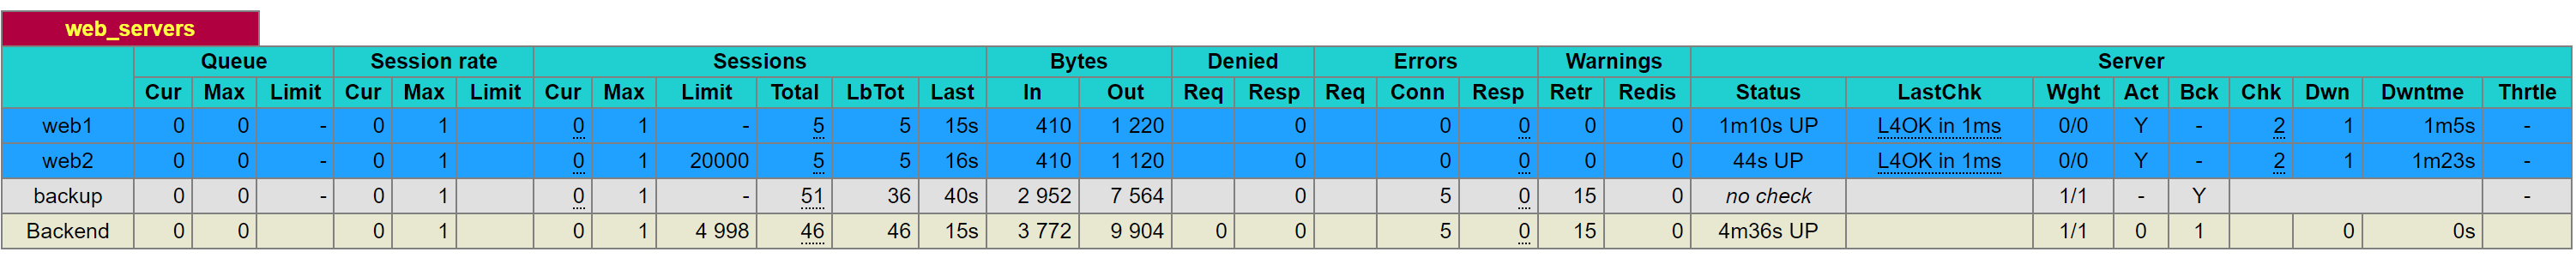 web_servers
Queue Session rate Sessions Bytes Denied Errors Warnings Server
Cur Max Limit Cur Max Limit Cur Max Limit Total LbTot Last In Out Req Resp Req Conn Resp Retr Redis Status LastChk Wght Act Bck Chk Dwn Dwntme Thrtle
web1 0 0 - 0 1 0 1 - 5 5 15s 410 1 220 0 0 0 0 0 1m10s UP L4OK in 1ms 0/0 Y - 2 1 1m5s -
web2 0 0 - 0 1 0 1 20000 5 5 16s 410 1 120 0 0 0 0 0 44s UP L4OK in 1ms 0/0 Y - 2 1 1m23s -
backup 0 0 - 0 1 0 1 - 51 36 40s 2 952 7 564 0 5 0 15 0 no check 1/1 - Y -
Backend 0 0 0 1 0 1 4 998 46 46 15s 3 772 9 904 0 0 5 0 15 0 4m36s UP 1/1 0 1 0 0s